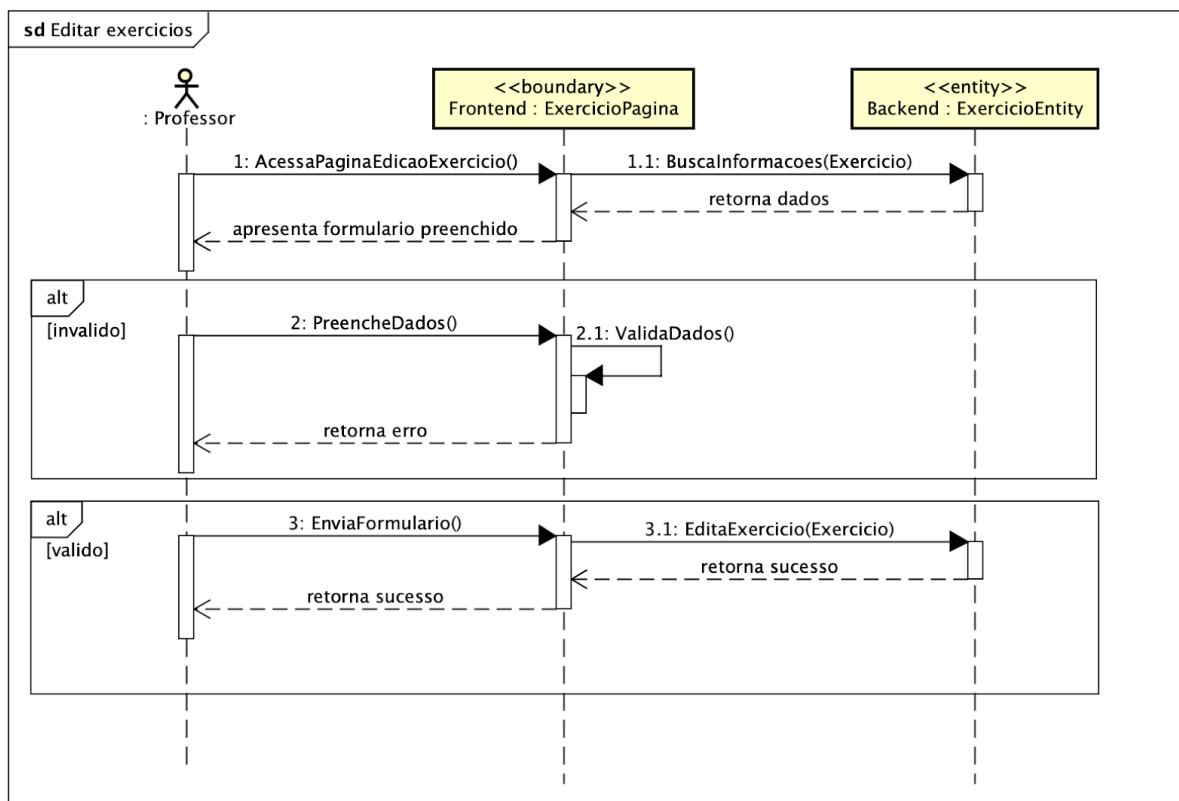 sd Editar exercicios
: Professor
<<boundary>>
Frontend : ExercicioPagina
<<entity>>
Backend : ExercicioEntity
1: AcessaPaginaEdicaoExercicio()
1.1: BuscaInformacoes(Exercicio)
retorna dados
apresenta formulario preenchido
alt
[invalido]
2: PreencheDados()
2.1: ValidaDados()
retorna erro
alt
[valido]
3: EnviaFormulario()
3.1: EditaExercicio(Exercicio)
retorna sucesso
retorna sucesso